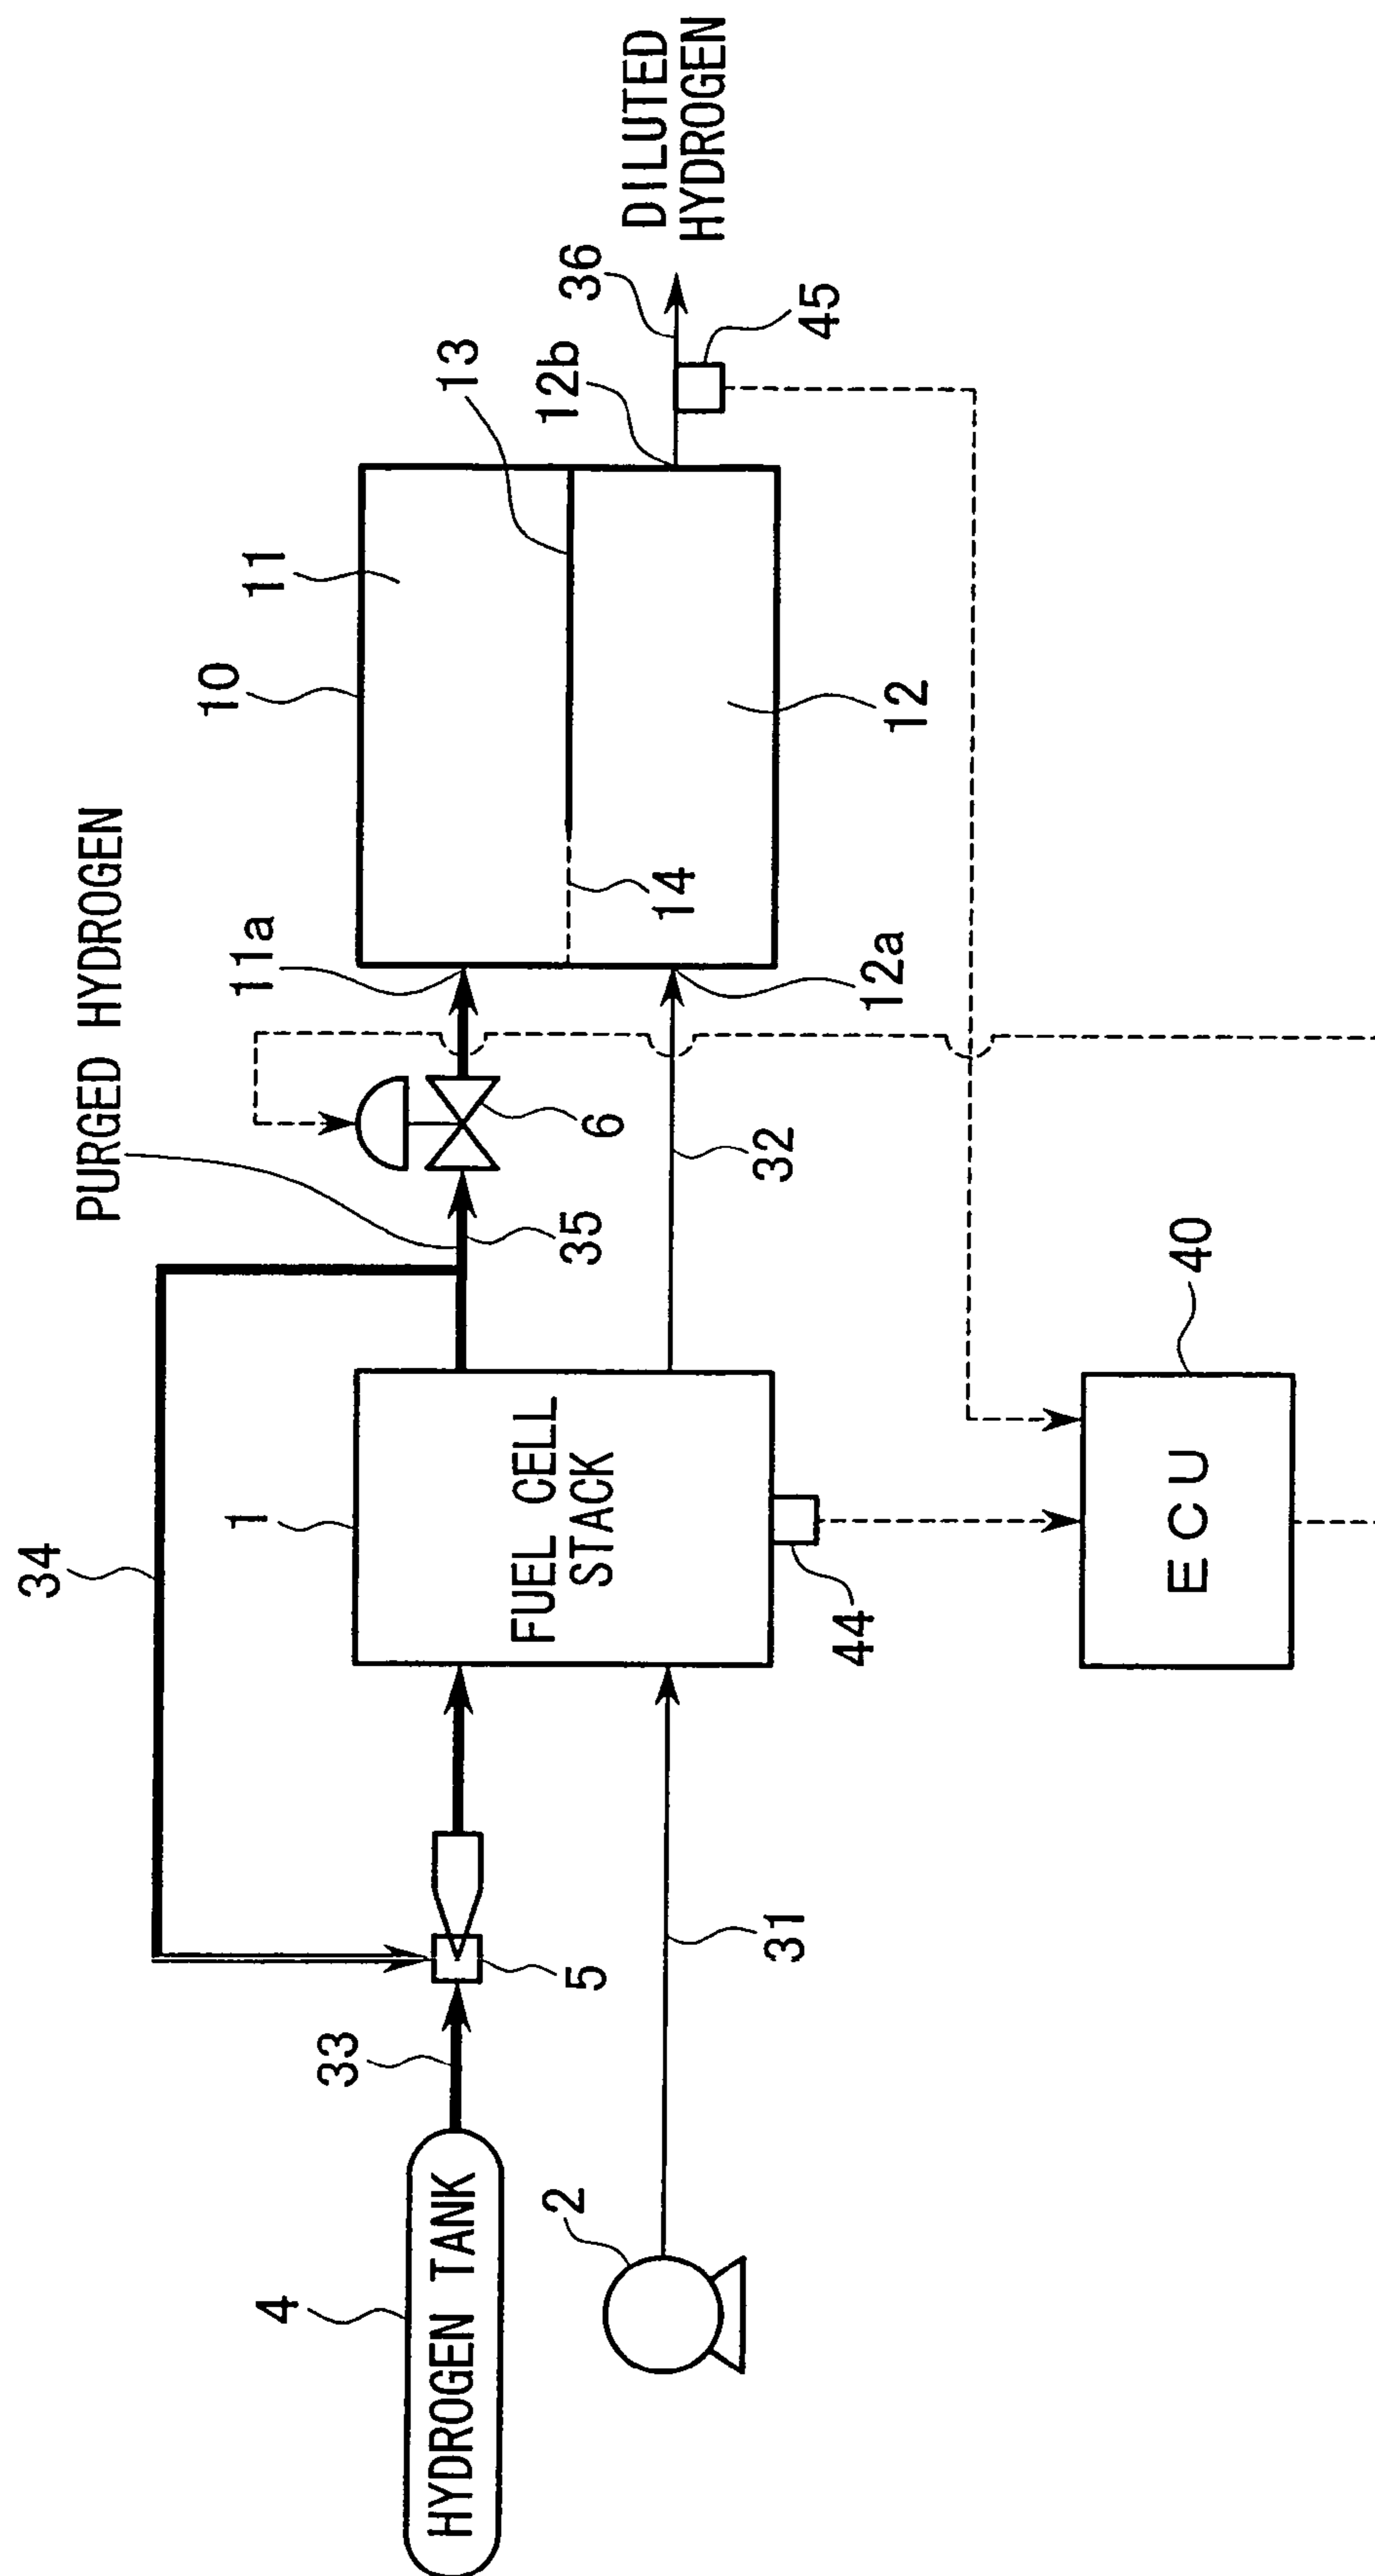 PURGED HYDROGEN
34
1
11a
10
11
4
HYDROGEN TANK
33
5
35
6
13
12b
36
DILUTED
HYDROGEN
FUEL CELL
STACK
14
2
31
32
12a
12
45
44
40
ECU